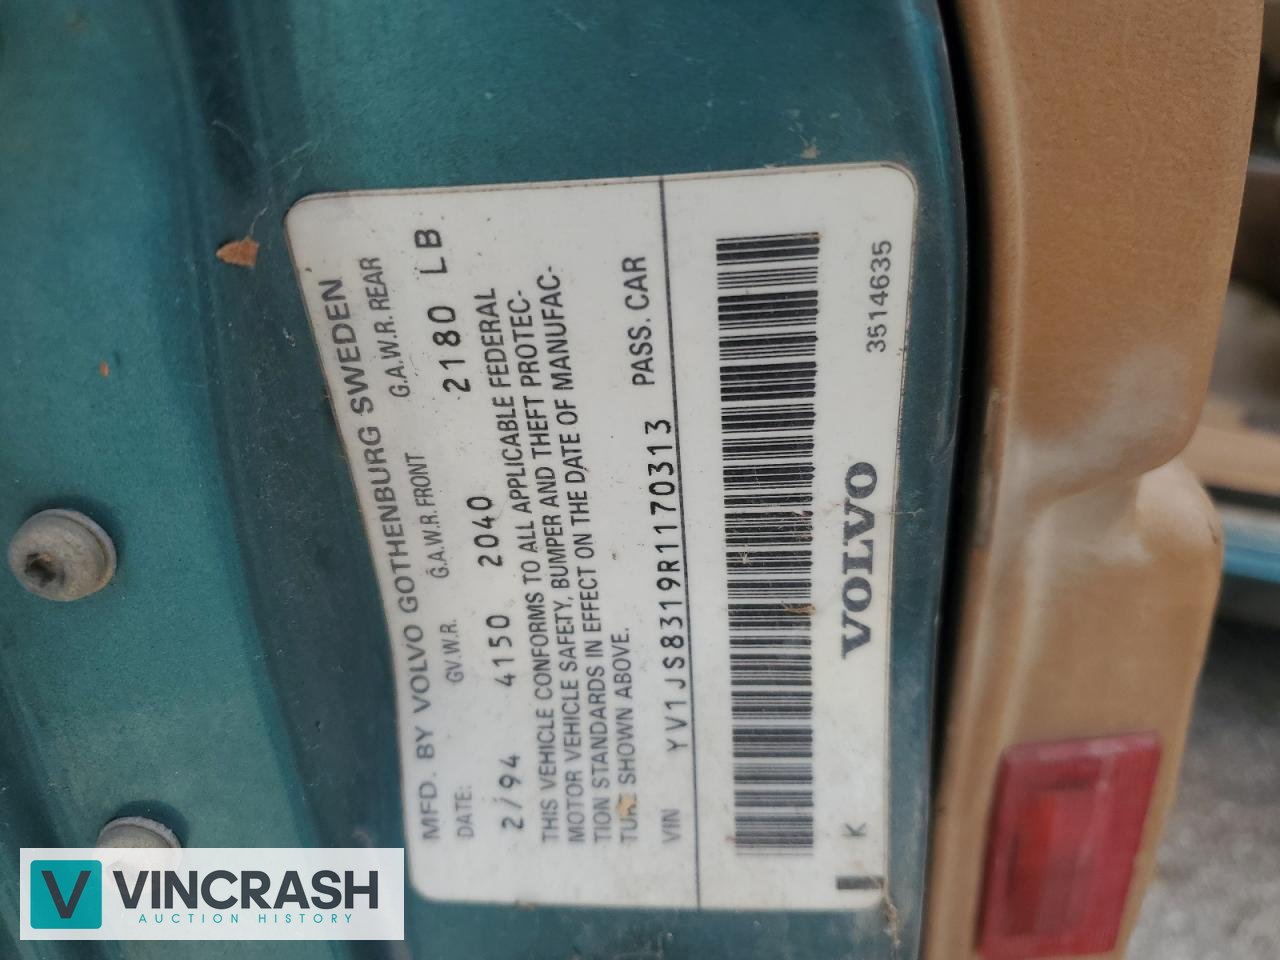 MFD. BY VOLVO GOTHENBURG SWEDEN
DATE: GV.W.R. G.A.W.R. FRONT G.A.W.R. REAR
2/94 4150 2040 2180 LB
THIS VEHICLE CONFORMS TO ALL APPLICABLE FEDERAL
MOTOR VEHICLE SAFETY, BUMPER AND THEFT PROTEC-
TION STANDARDS IN EFFECT ON THE DATE OF MANUFAC-
TURE SHOWN ABOVE.
VIN YV1JS8319R1170313 PASS. CAR
K VOLVO 3514635
V VINCRASH
AUCTION HISTORY